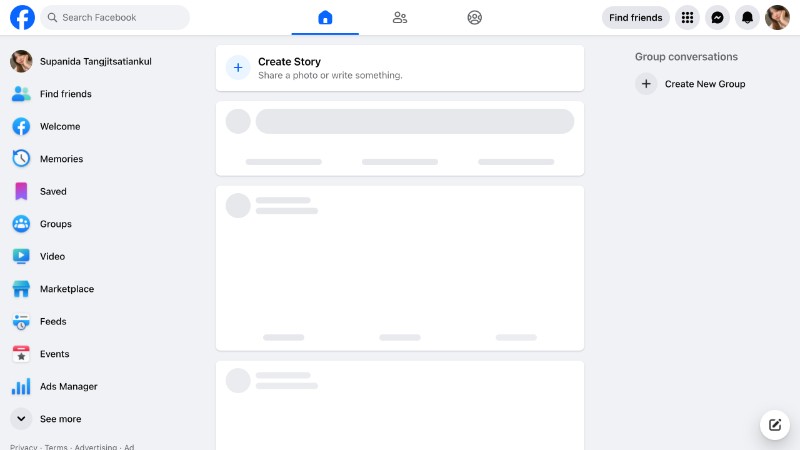 Search Facebook
Find friends
Supanida Tangjitsatiankul
Find friends
Welcome
Memories
Saved
Groups
Video
Marketplace
Feeds
Events
Ads Manager
See more
Privacy · Terms · Advertising · Ad
Create Story
Share a photo or write something.
Group conversations
Create New Group